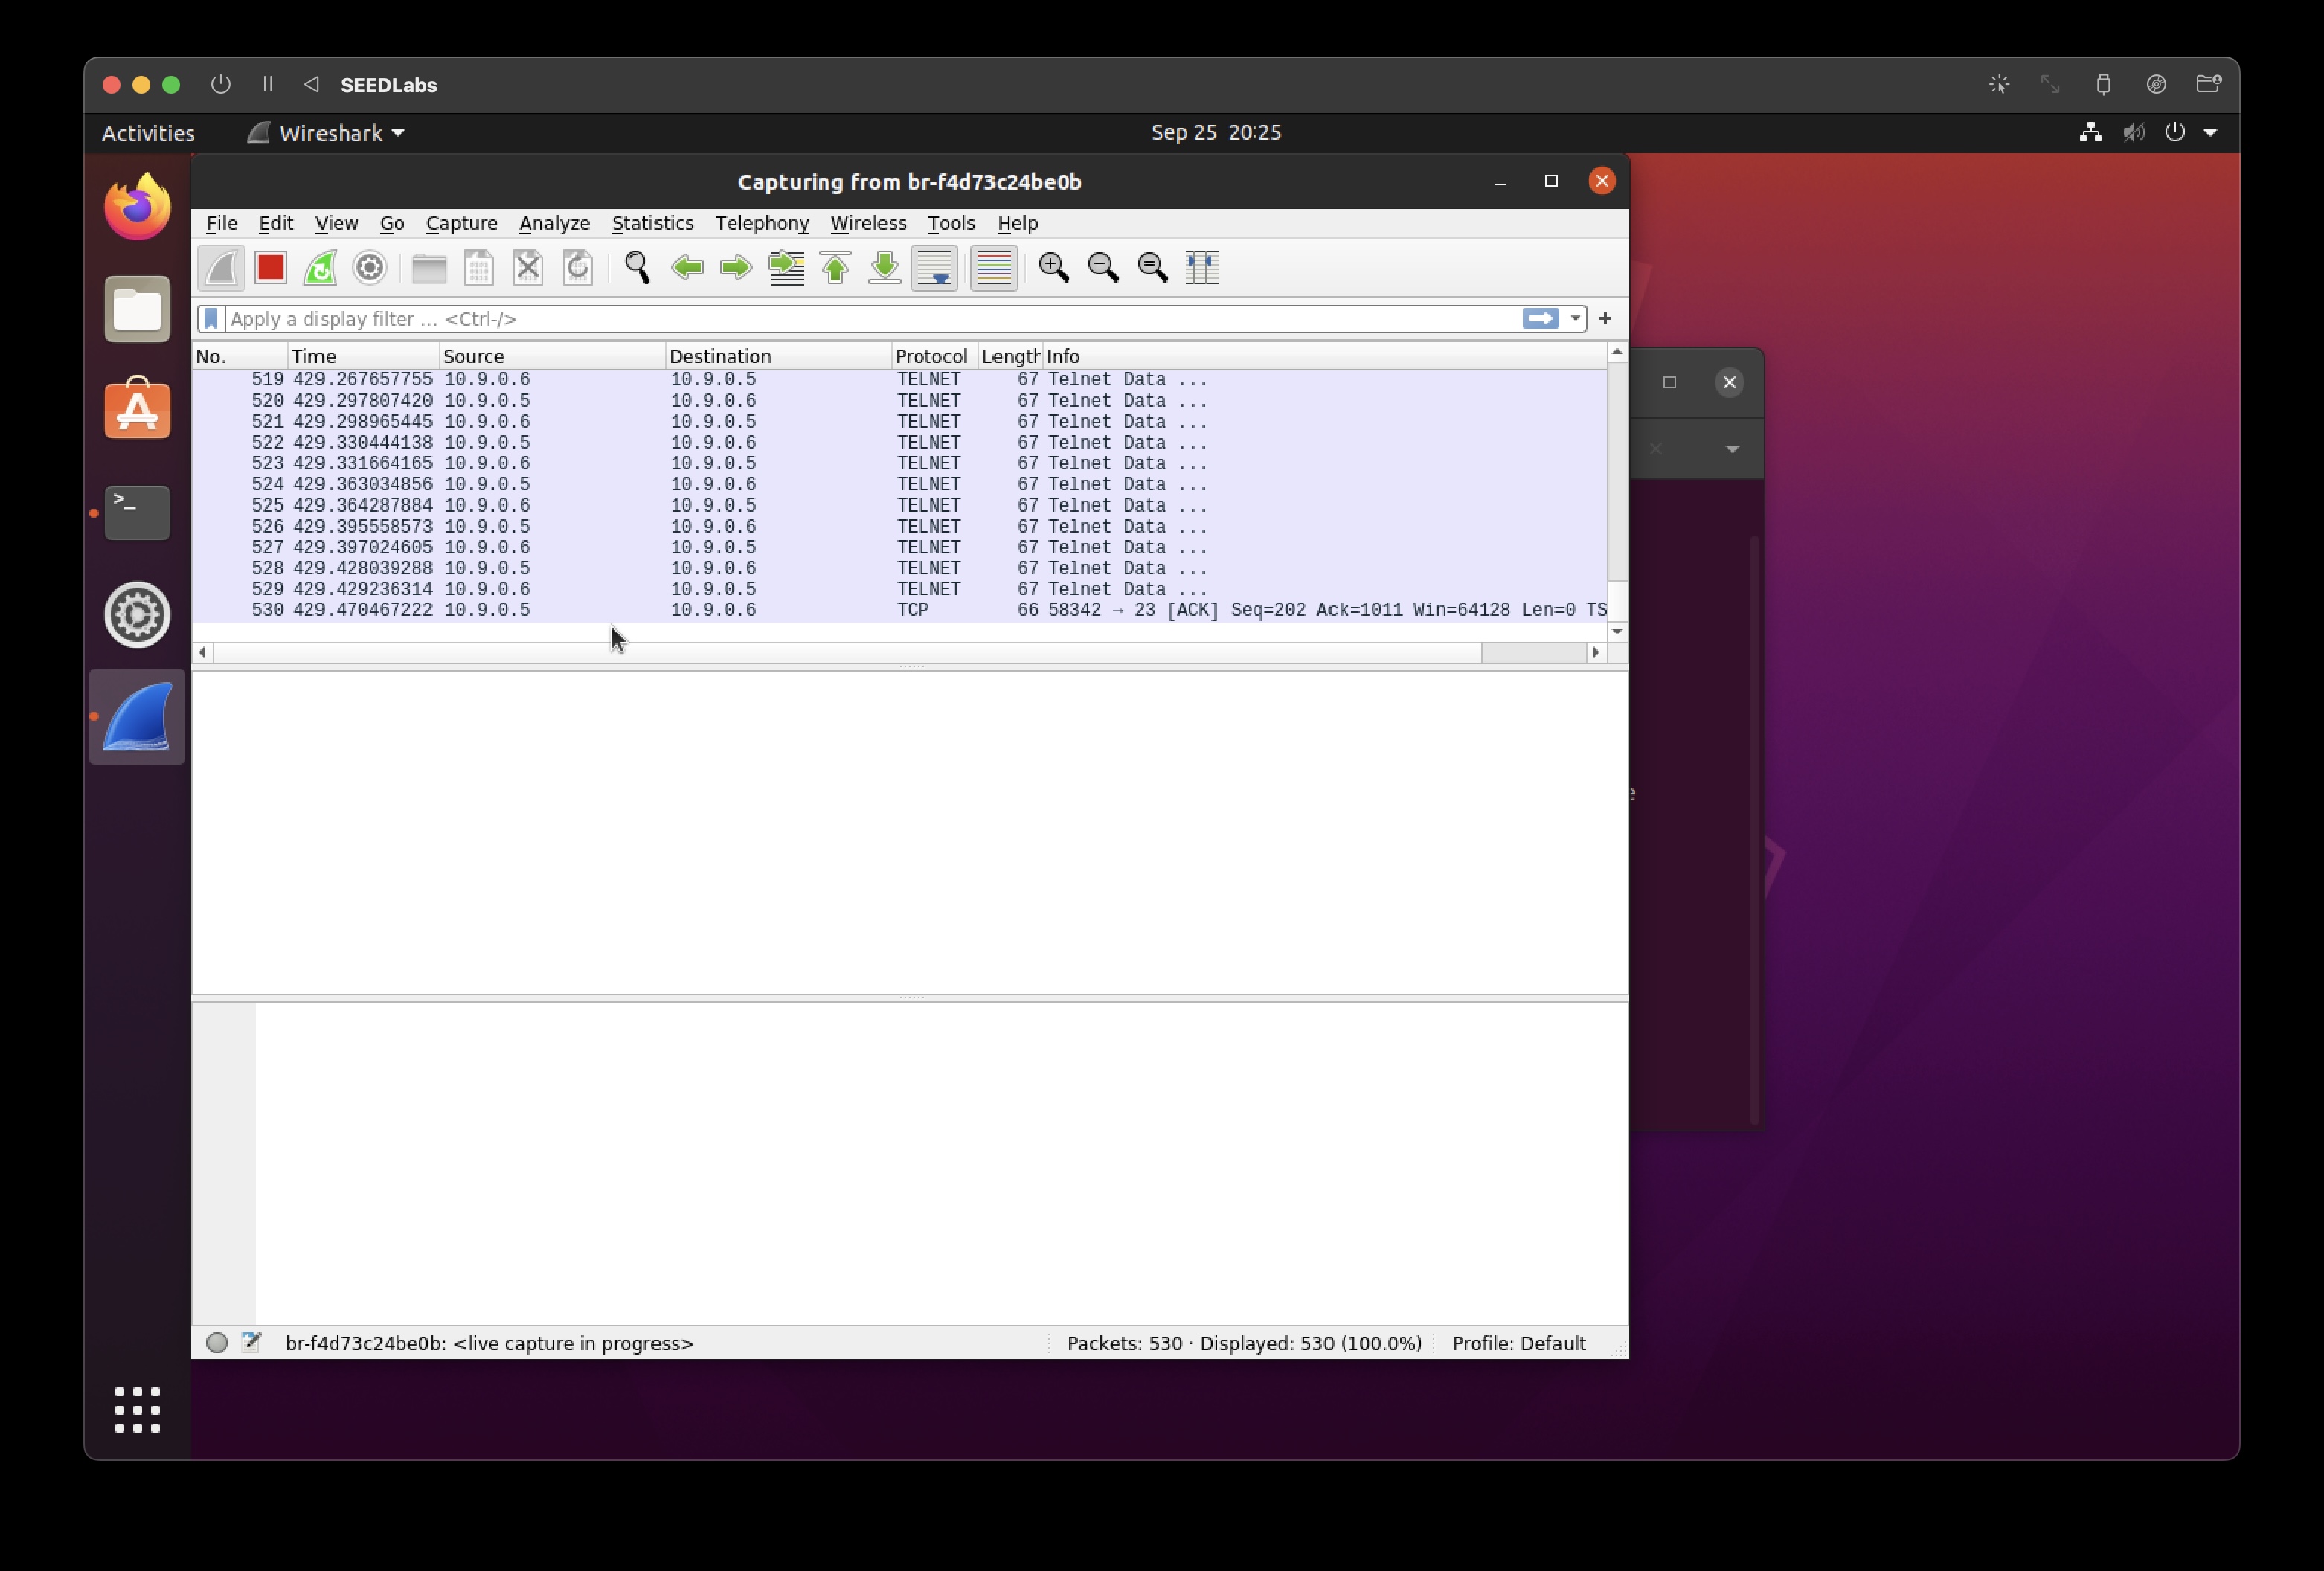 SEEDLabs
Activities Wireshark Sep 25 20:25
Capturing from br-f4d73c24be0b
File Edit View Go Capture Analyze Statistics Telephony Wireless Tools Help
Apply a display filter ... <Ctrl-/> +
No. Time Source Destination Protocol Length Info
519 429.267657755 10.9.0.6 10.9.0.5 TELNET 67 Telnet Data ...
520 429.297807420 10.9.0.5 10.9.0.6 TELNET 67 Telnet Data ...
521 429.298965445 10.9.0.6 10.9.0.5 TELNET 67 Telnet Data ...
522 429.330444138 10.9.0.5 10.9.0.6 TELNET 67 Telnet Data ...
523 429.331664165 10.9.0.6 10.9.0.5 TELNET 67 Telnet Data ...
524 429.363034856 10.9.0.5 10.9.0.6 TELNET 67 Telnet Data ...
525 429.364287884 10.9.0.6 10.9.0.5 TELNET 67 Telnet Data ...
526 429.395558573 10.9.0.5 10.9.0.6 TELNET 67 Telnet Data ...
527 429.397024605 10.9.0.6 10.9.0.5 TELNET 67 Telnet Data ...
528 429.428039288 10.9.0.5 10.9.0.6 TELNET 67 Telnet Data ...
529 429.429236314 10.9.0.6 10.9.0.5 TELNET 67 Telnet Data ...
530 429.470467222 10.9.0.5 10.9.0.6 TCP 66 58342 → 23 [ACK] Seq=202 Ack=1011 Win=64128 Len=0 TS
br-f4d73c24be0b: <live capture in progress> Packets: 530 · Displayed: 530 (100.0%) Profile: Default